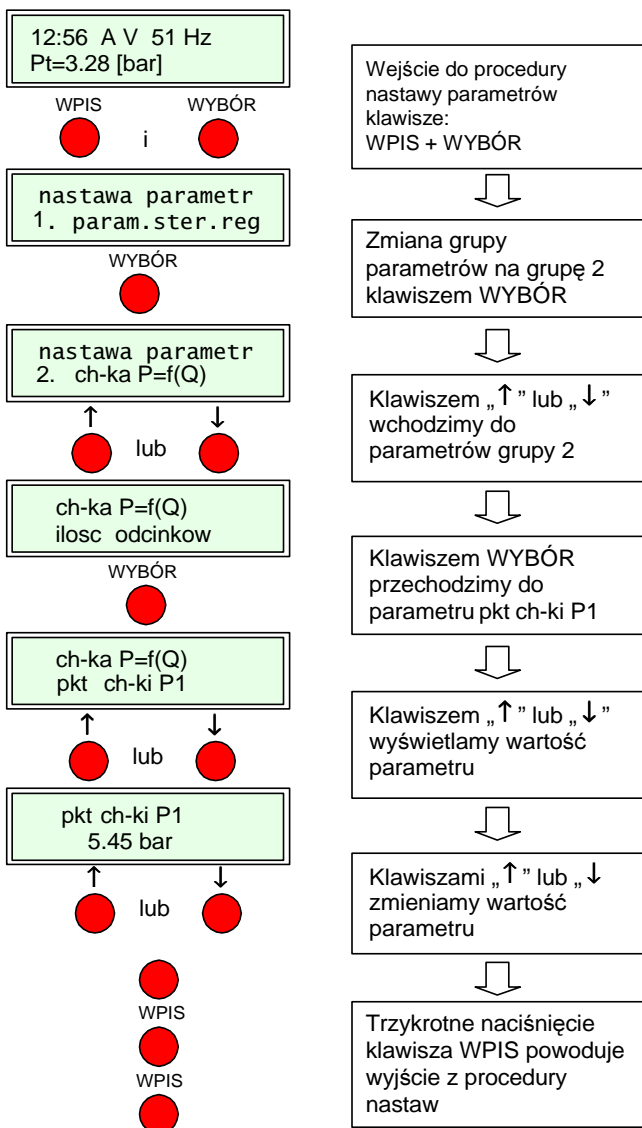 12:56 A V 51 Hz
Pt=3.28 [bar]
WPIS WYBÓR
i
nastawa parametr
1. param.ster.reg
WYBÓR
nastawa parametr
2. ch-ka P=f(Q)
↑ ↓
lub
ch-ka P=f(Q)
ilosc odcinkow
WYBÓR
ch-ka P=f(Q)
pkt ch-ki P1
↑ ↓
lub
pkt ch-ki P1
5.45 bar
↑ ↓
lub
WPIS
WPIS
Wejście do procedury
nastawy parametrów
klawisze:
WPIS + WYBÓR
Zmiana grupy
parametrów na grupę 2
klawiszem WYBÓR
Klawiszem „↑” lub „↓”
wchodzimy do
parametrów grupy 2
Klawiszem WYBÓR
przechodzimy do
parametru pkt ch-ki P1
Klawiszem „↑” lub „↓”
wyświetlamy wartość
parametru
Klawiszami „↑” lub „↓
zmieniamy wartość
parametru
Trzykrotne naciśnięcie
klawisza WPIS powoduje
wyjście z procedury
nastaw